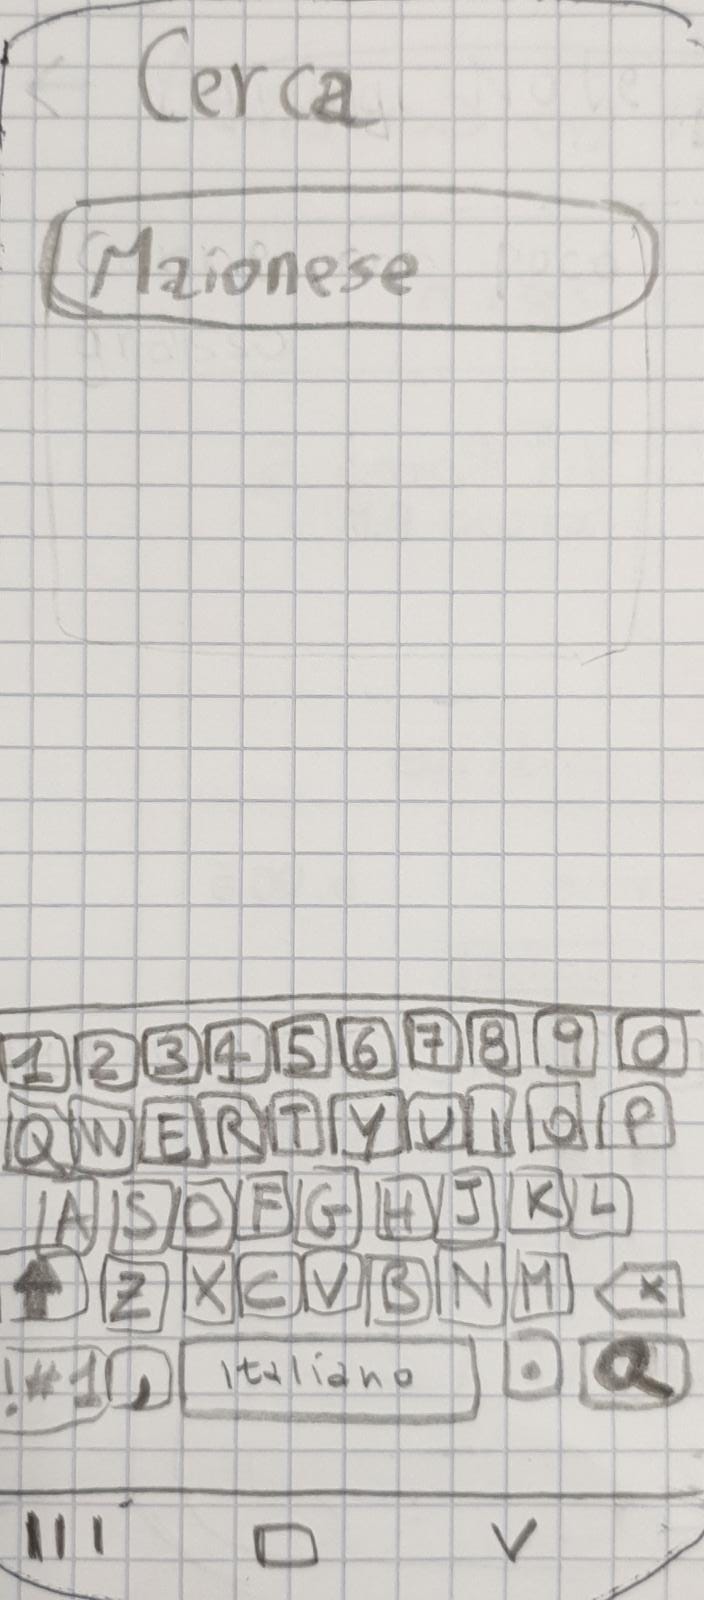 Cerca
Maionese
1 2 3 4 5 6 7 8 9 0
Q W E R T Y U I O P
A S D F G H J K L
Z X C V B N M x
!#1 , Italiano .